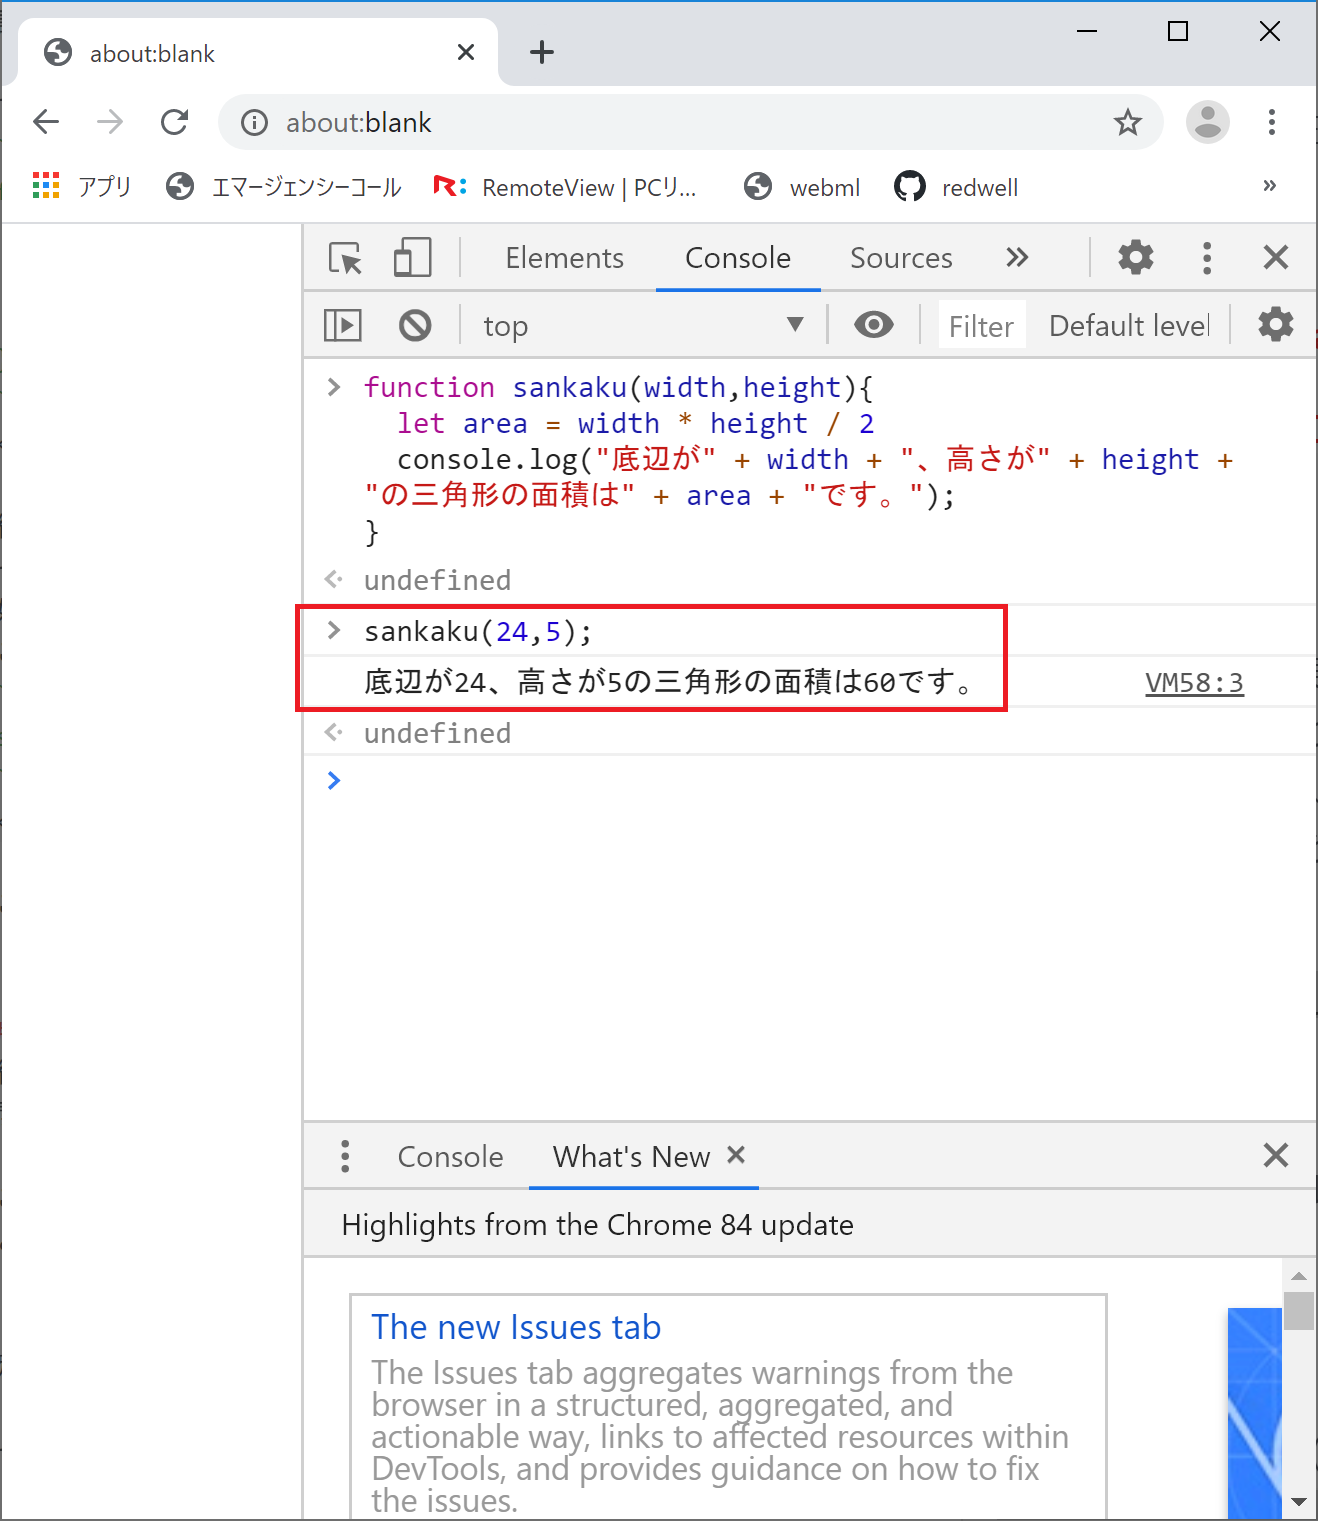 about:blank
about:blank
アプリ エマージェンシーコール RemoteView | PCリ... webml redwell »
Elements Console Sources
top Filter Default level
function sankaku(width,height){
let area = width * height / 2
console.log("底辺が" + width + "、高さが" + height +
"の三角形の面積は" + area + "です。");
}
undefined
sankaku(24,5);
底辺が24、高さが5の三角形の面積は60です。 VM58:3
undefined
Console What's New
Highlights from the Chrome 84 update
The new Issues tab
The Issues tab aggregates warnings from the
browser in a structured, aggregated, and
actionable way, links to affected resources within
DevTools, and provides guidance on how to fix
the issues.